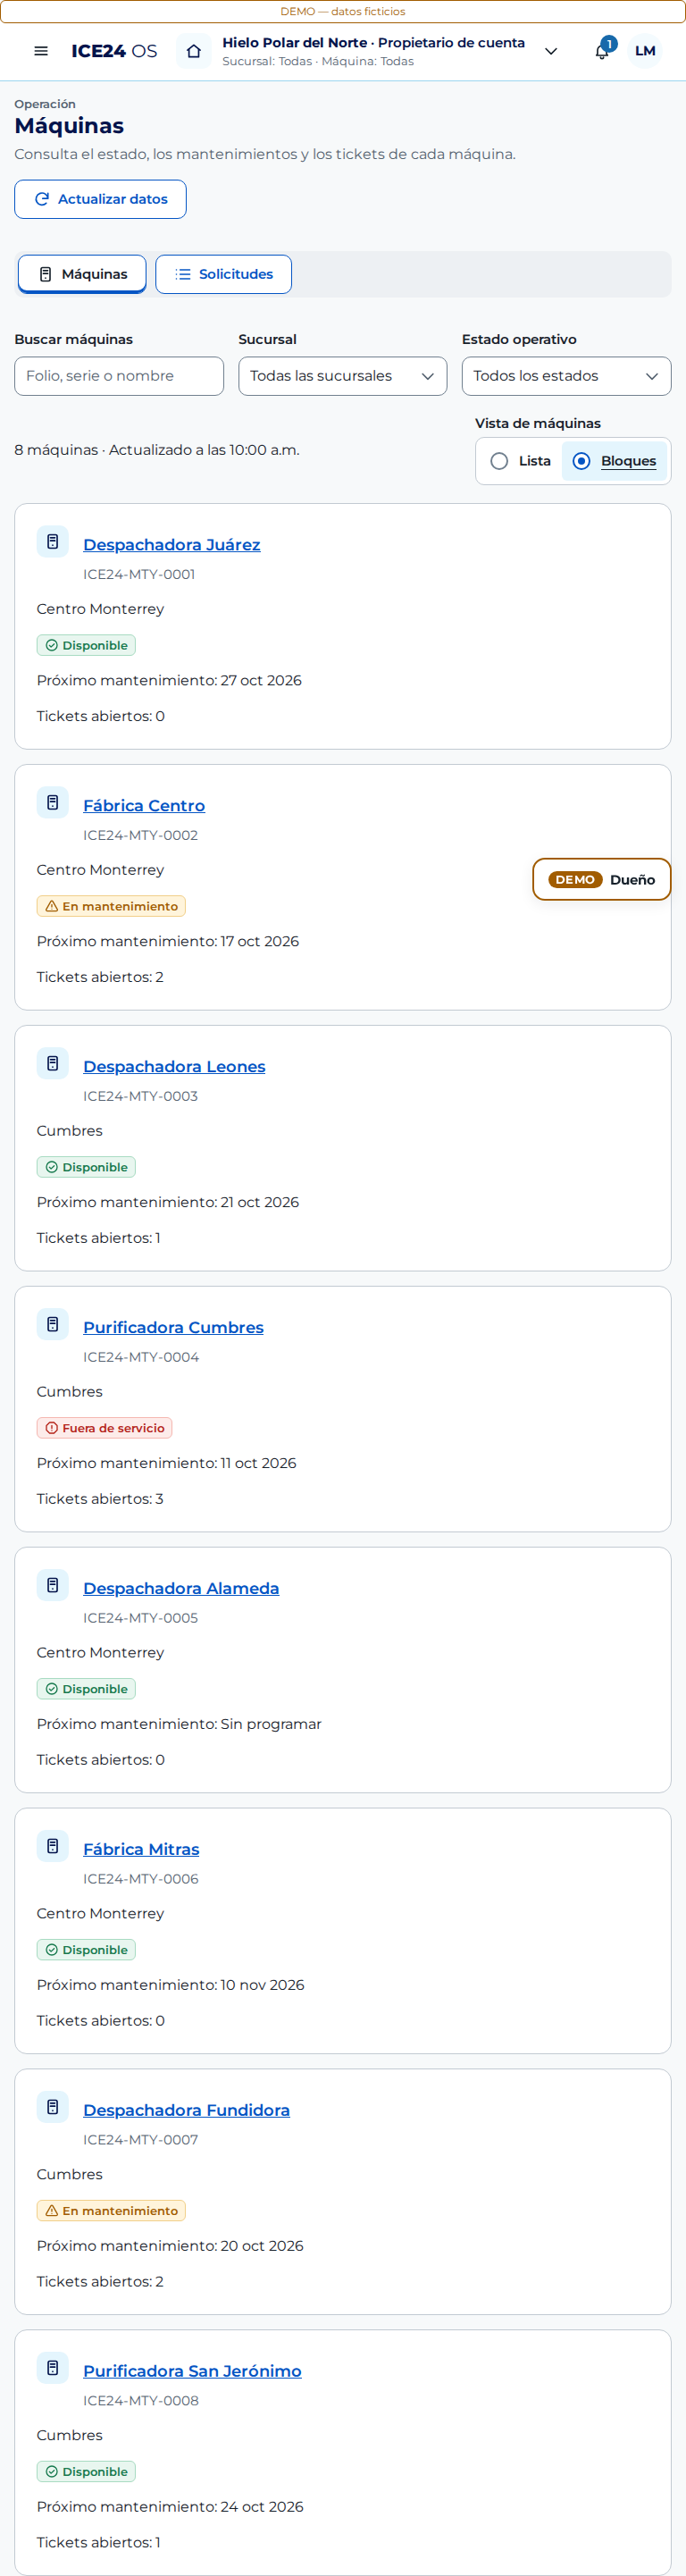 DEMO — datos ficticios
ICE24 OS
Hielo Polar del Norte · Propietario de cuenta
Sucursal: Todas · Máquina: Todas
1
LM
Operación
Máquinas
Consulta el estado, los mantenimientos y los tickets de cada máquina.
Actualizar datos
Máquinas
Solicitudes
Buscar máquinas
Sucursal
Estado operativo
Folio, serie o nombre
Todas las sucursales
Todos los estados
Vista de máquinas
8 máquinas · Actualizado a las 10:00 a.m.
Lista
Bloques
Despachadora Juárez
ICE24-MTY-0001
Centro Monterrey
Disponible
Próximo mantenimiento: 27 oct 2026
Tickets abiertos: 0
Fábrica Centro
ICE24-MTY-0002
Centro Monterrey
DEMO Dueño
En mantenimiento
Próximo mantenimiento: 17 oct 2026
Tickets abiertos: 2
Despachadora Leones
ICE24-MTY-0003
Cumbres
Disponible
Próximo mantenimiento: 21 oct 2026
Tickets abiertos: 1
Purificadora Cumbres
ICE24-MTY-0004
Cumbres
Fuera de servicio
Próximo mantenimiento: 11 oct 2026
Tickets abiertos: 3
Despachadora Alameda
ICE24-MTY-0005
Centro Monterrey
Disponible
Próximo mantenimiento: Sin programar
Tickets abiertos: 0
Fábrica Mitras
ICE24-MTY-0006
Centro Monterrey
Disponible
Próximo mantenimiento: 10 nov 2026
Tickets abiertos: 0
Despachadora Fundidora
ICE24-MTY-0007
Cumbres
En mantenimiento
Próximo mantenimiento: 20 oct 2026
Tickets abiertos: 2
Purificadora San Jerónimo
ICE24-MTY-0008
Cumbres
Disponible
Próximo mantenimiento: 24 oct 2026
Tickets abiertos: 1